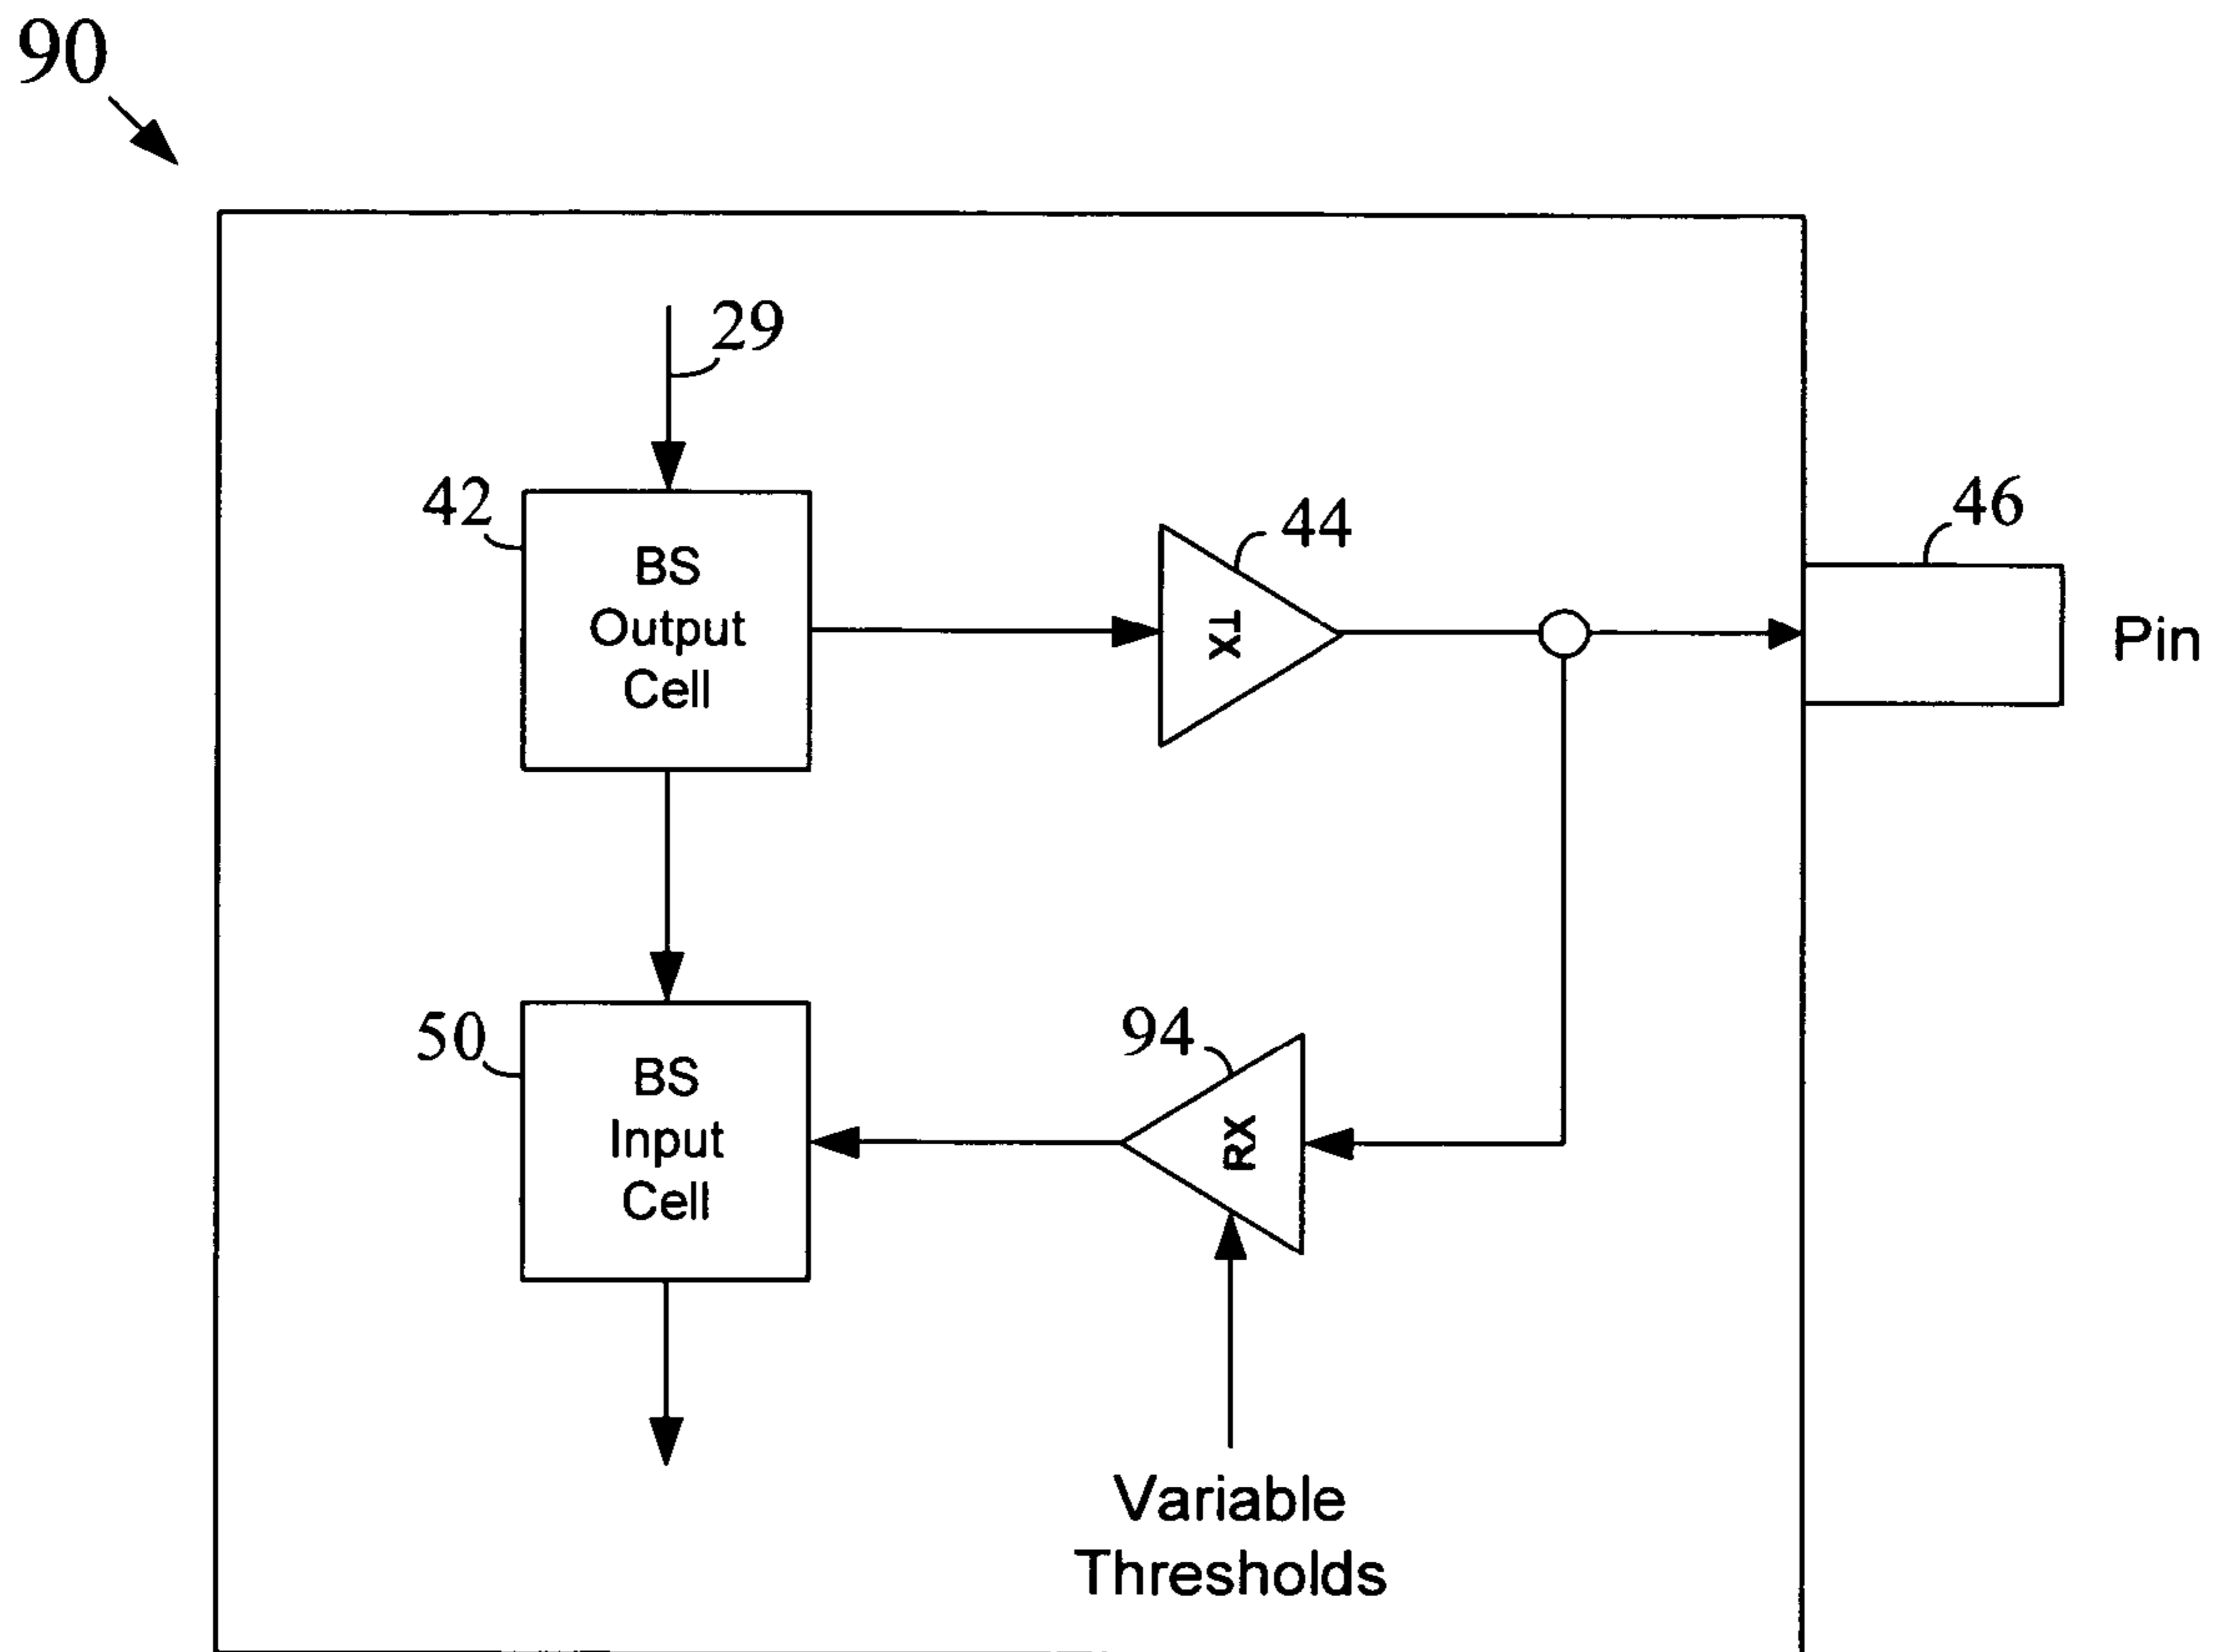 90
29
42
BS
Output
Cell
44
TX
46
Pin
50
BS
Input
Cell
94
RX
Variable
Thresholds